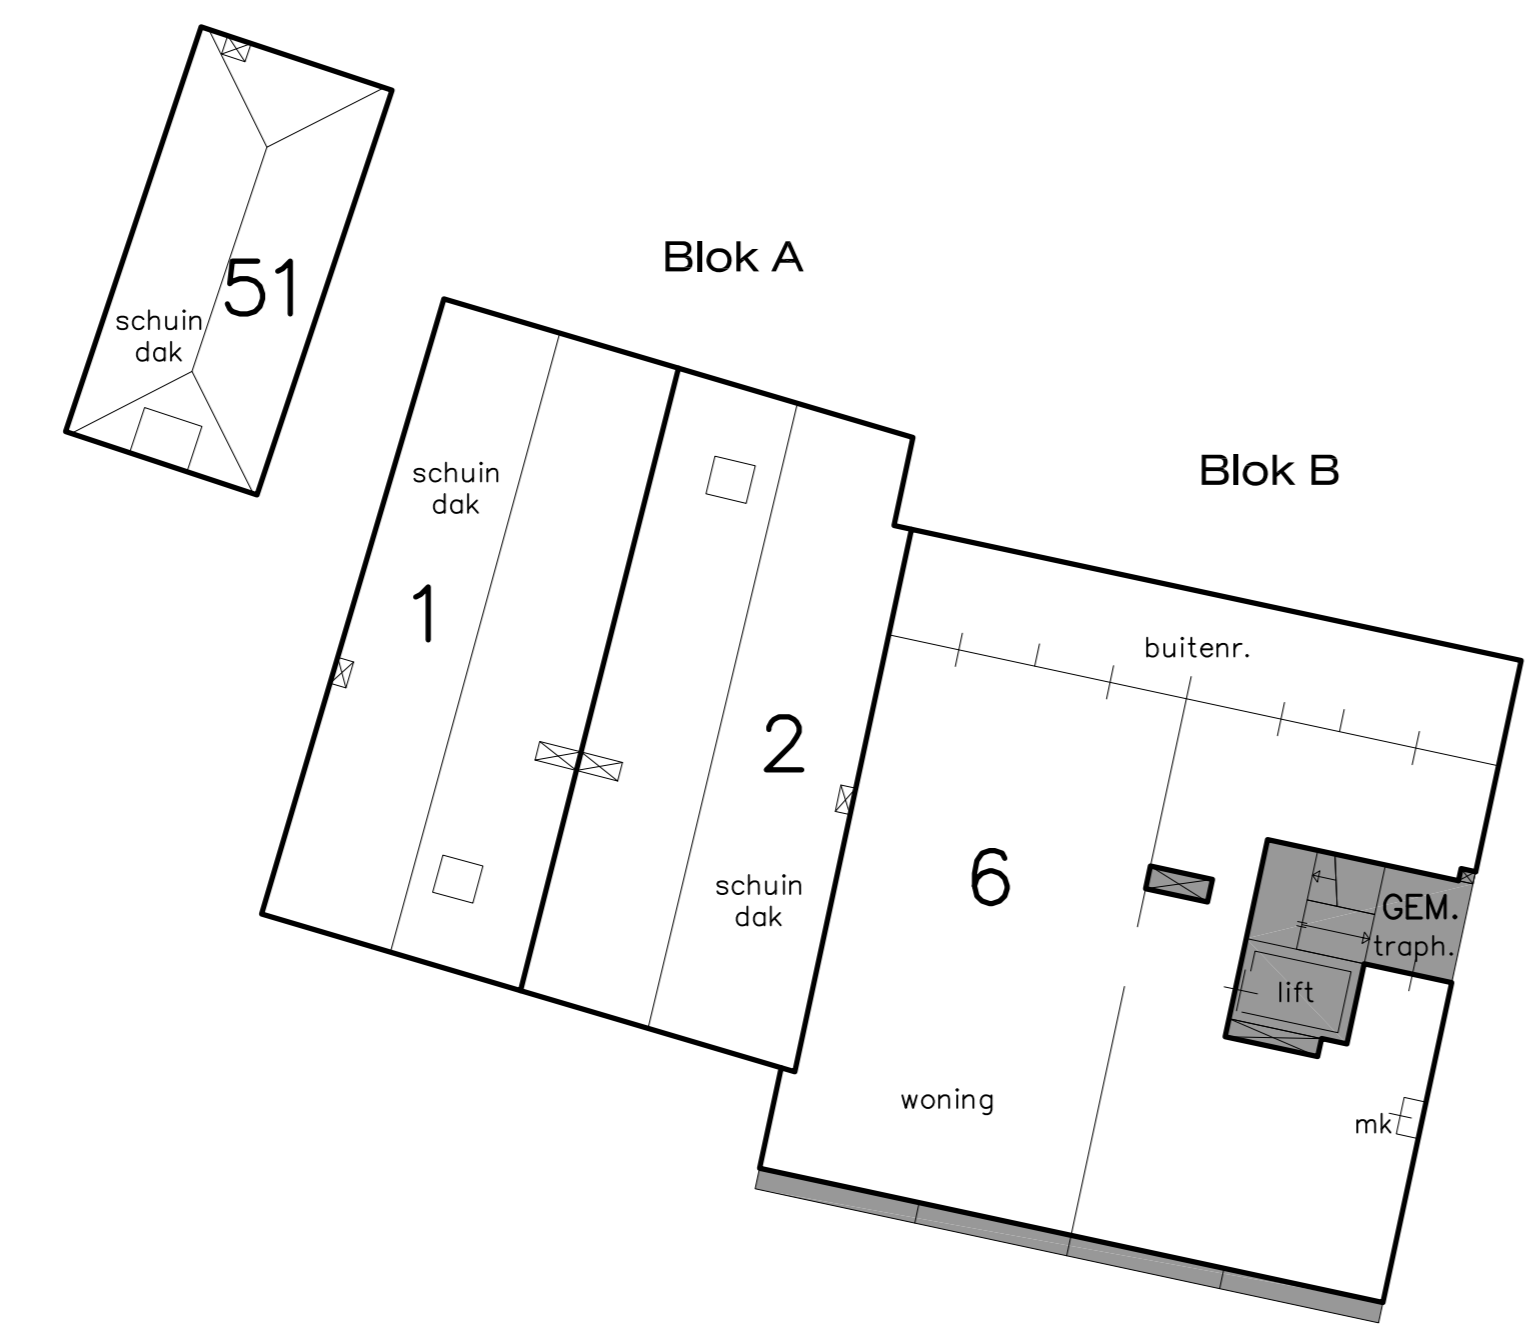 Blok A
51
schuin
dak
Blok B
schuin
dak
1
buitenr.
2
6
schuin
dak
GEM.
traph.
lift
woning
mk